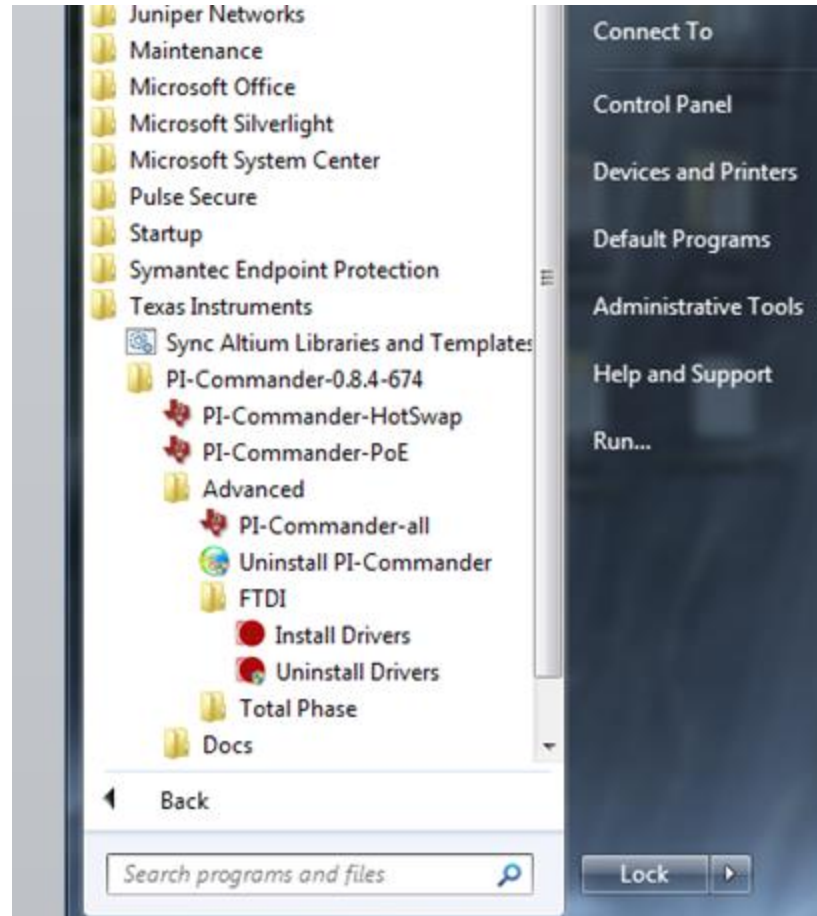 Juniper Networks
Maintenance
Microsoft Office
Microsoft Silverlight
Microsoft System Center
Pulse Secure
Startup
Symantec Endpoint Protection
Texas Instruments
Sync Altium Libraries and Templates
PI-Commander-0.8.4-674
PI-Commander-HotSwap
PI-Commander-PoE
Advanced
PI-Commander-all
Uninstall PI-Commander
FTDI
Install Drivers
Uninstall Drivers
Total Phase
Docs
Back
Search programs and files
Connect To
Control Panel
Devices and Printers
Default Programs
Administrative Tools
Help and Support
Run...
Lock